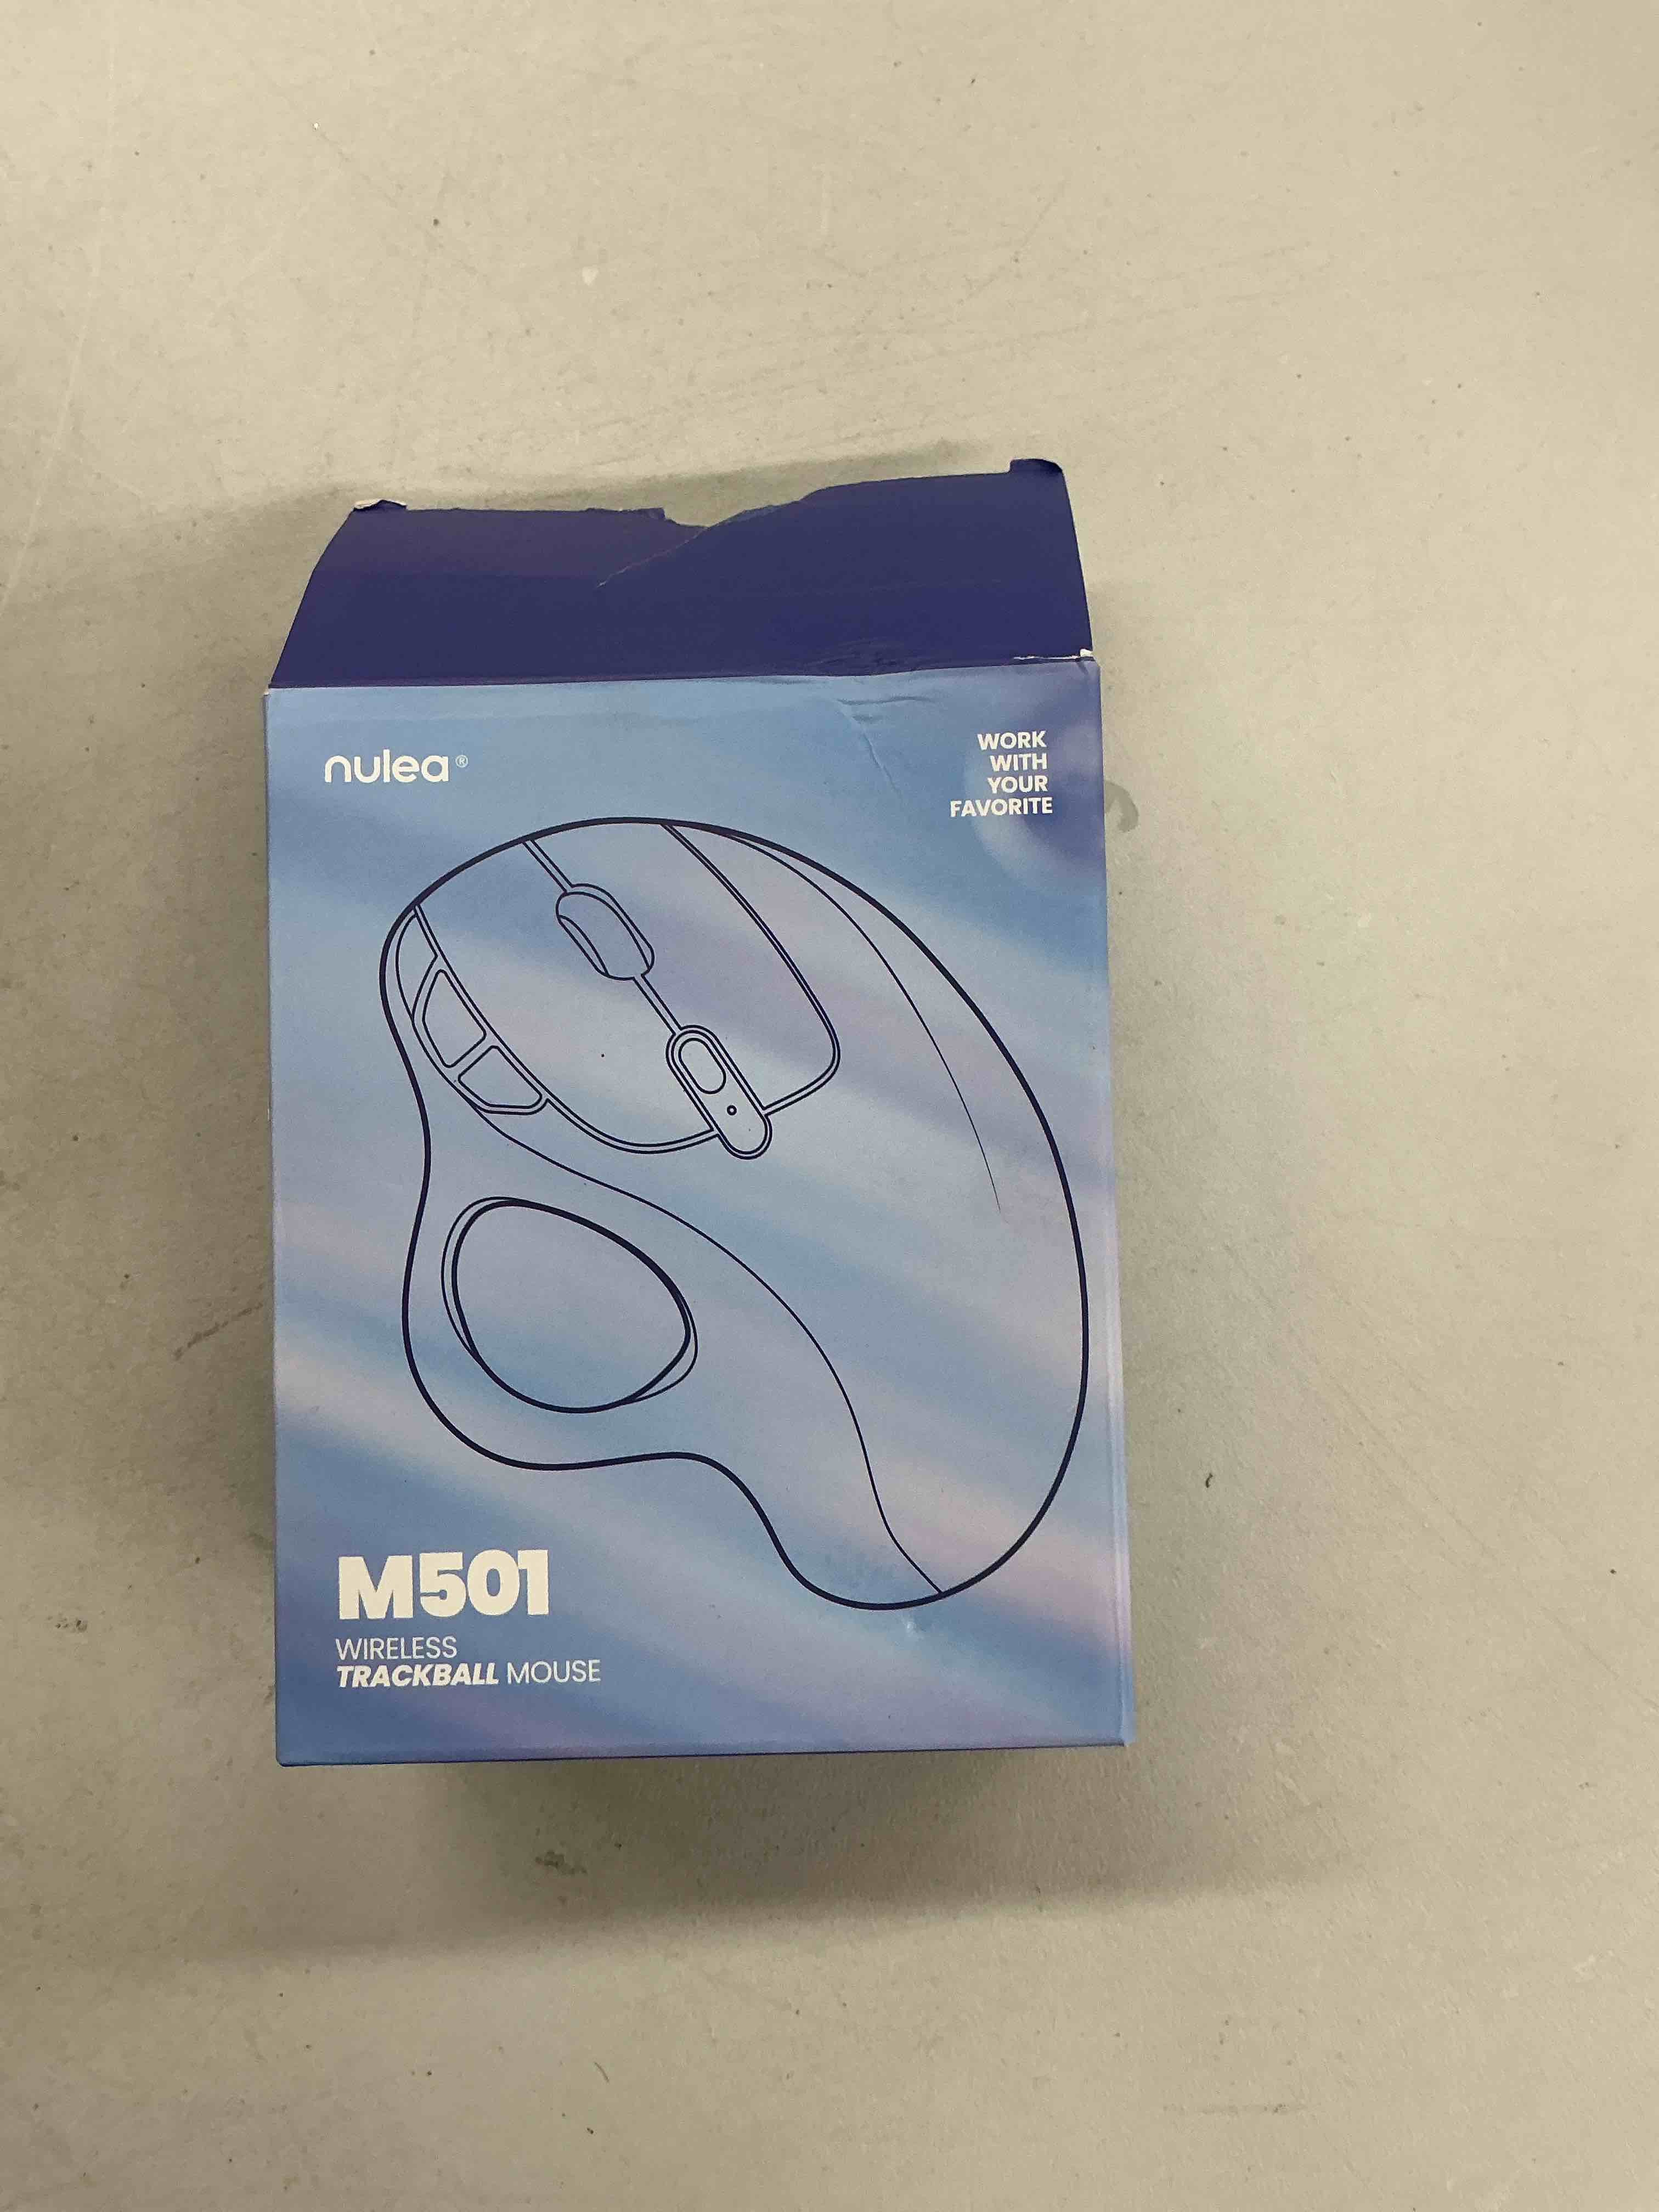 nulea®
WORK
WITH
YOUR
FAVORITE
M501
WIRELESS
TRACKBALL MOUSE